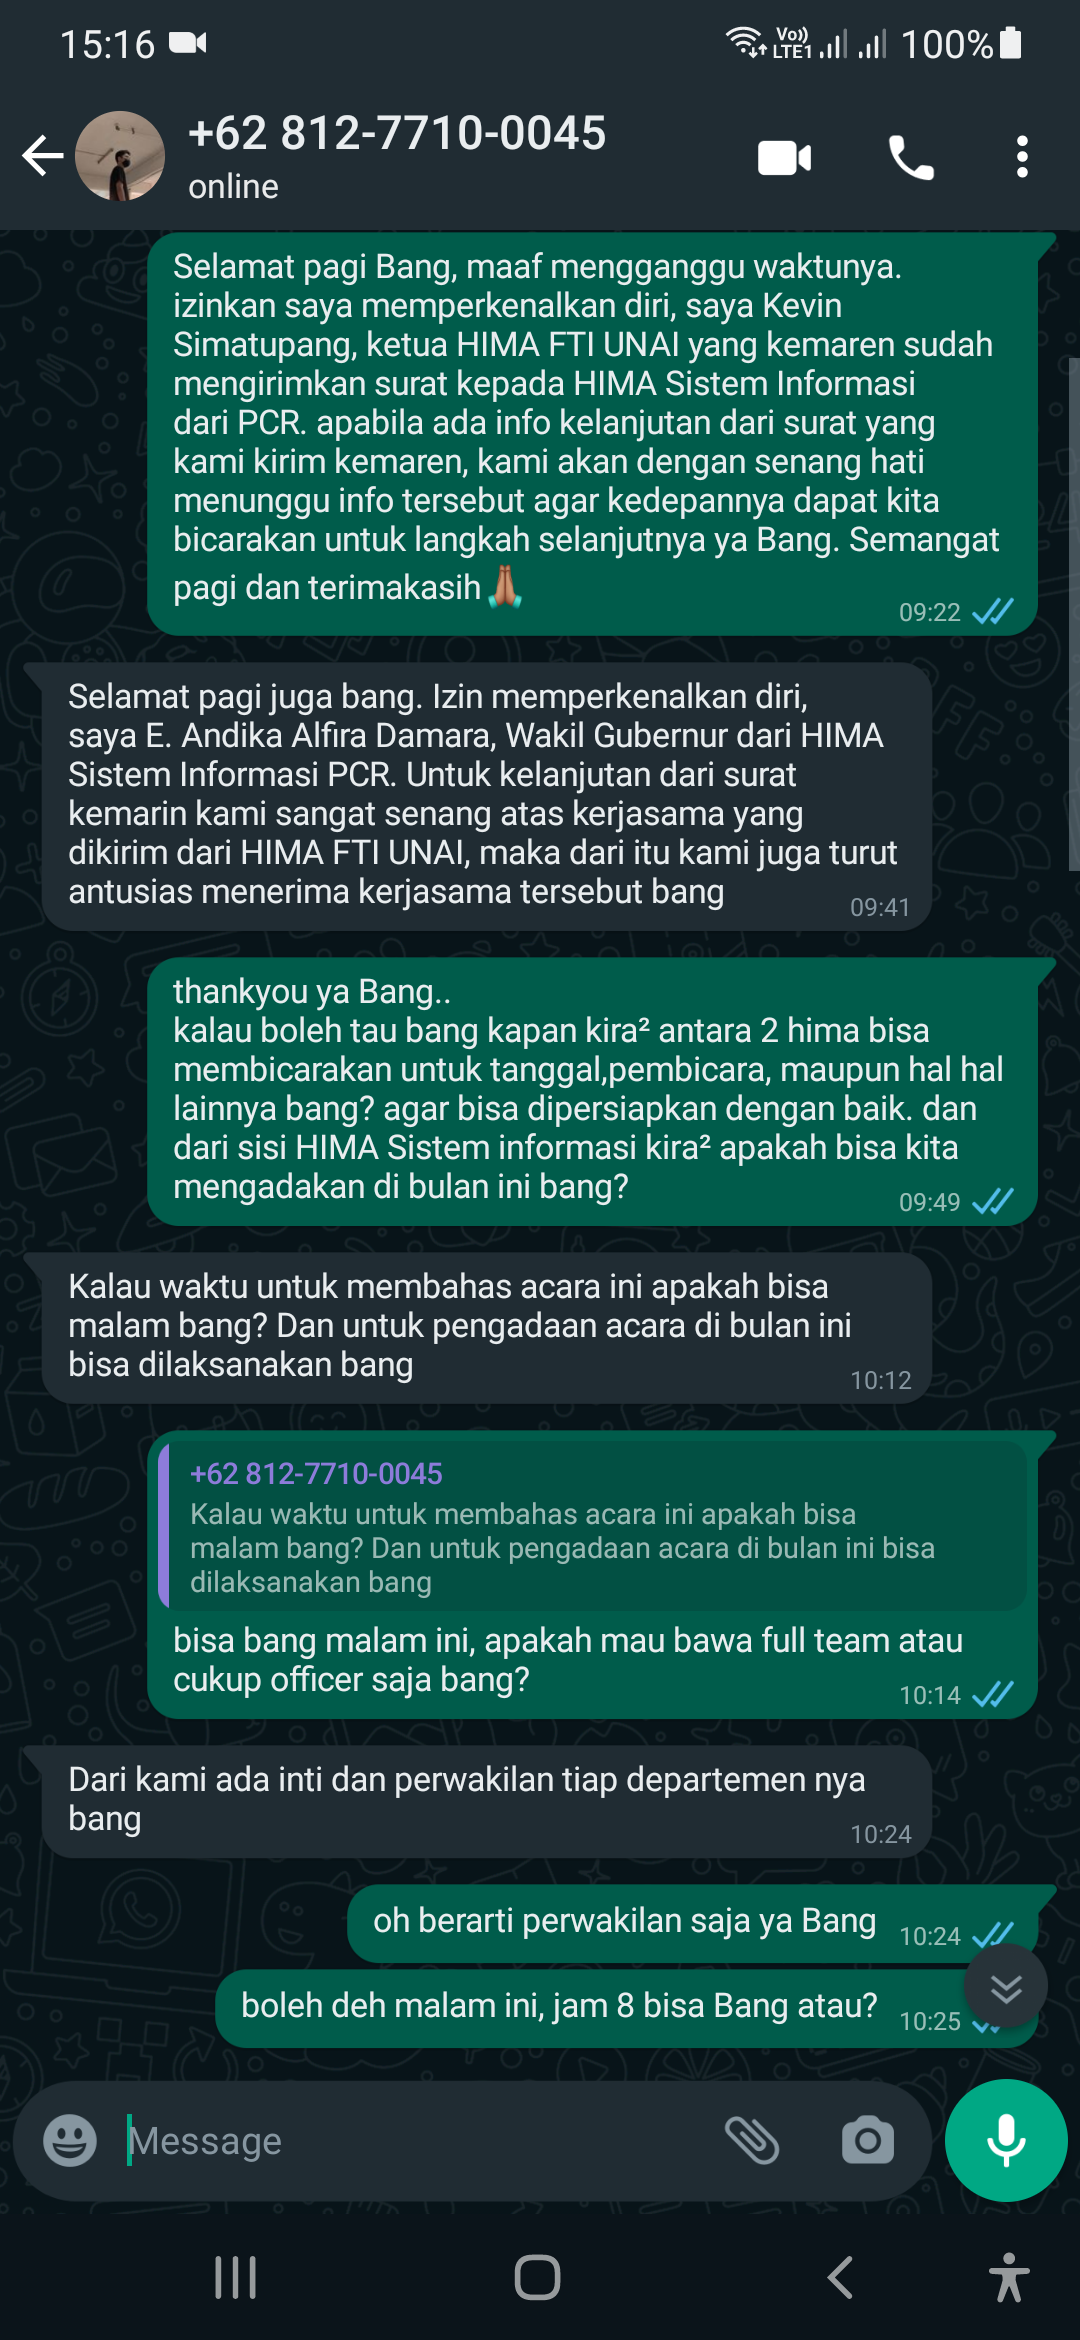 15:16
Vo)) LTE1 100%
+62 812-7710-0045
online
Selamat pagi Bang, maaf mengganggu waktunya.
izinkan saya memperkenalkan diri, saya Kevin
Simatupang, ketua HIMA FTI UNAI yang kemaren sudah
mengirimkan surat kepada HIMA Sistem Informasi
dari PCR. apabila ada info kelanjutan dari surat yang
kami kirim kemaren, kami akan dengan senang hati
menunggu info tersebut agar kedepannya dapat kita
bicarakan untuk langkah selanjutnya ya Bang. Semangat
pagi dan terimakasih🙏🏽
09:22
Selamat pagi juga bang. Izin memperkenalkan diri,
saya E. Andika Alfira Damara, Wakil Gubernur dari HIMA
Sistem Informasi PCR. Untuk kelanjutan dari surat
kemarin kami sangat senang atas kerjasama yang
dikirim dari HIMA FTI UNAI, maka dari itu kami juga turut
antusias menerima kerjasama tersebut bang
09:41
thankyou ya Bang..
kalau boleh tau bang kapan kira² antara 2 hima bisa
membicarakan untuk tanggal,pembicara, maupun hal hal
lainnya bang? agar bisa dipersiapkan dengan baik. dan
dari sisi HIMA Sistem informasi kira² apakah bisa kita
mengadakan di bulan ini bang?
09:49
Kalau waktu untuk membahas acara ini apakah bisa
malam bang? Dan untuk pengadaan acara di bulan ini
bisa dilaksanakan bang
10:12
+62 812-7710-0045
Kalau waktu untuk membahas acara ini apakah bisa
malam bang? Dan untuk pengadaan acara di bulan ini bisa
dilaksanakan bang
bisa bang malam ini, apakah mau bawa full team atau
cukup officer saja bang?
10:14
Dari kami ada inti dan perwakilan tiap departemen nya
bang
10:24
oh berarti perwakilan saja ya Bang 10:24
boleh deh malam ini, jam 8 bisa Bang atau? 10:25
Message